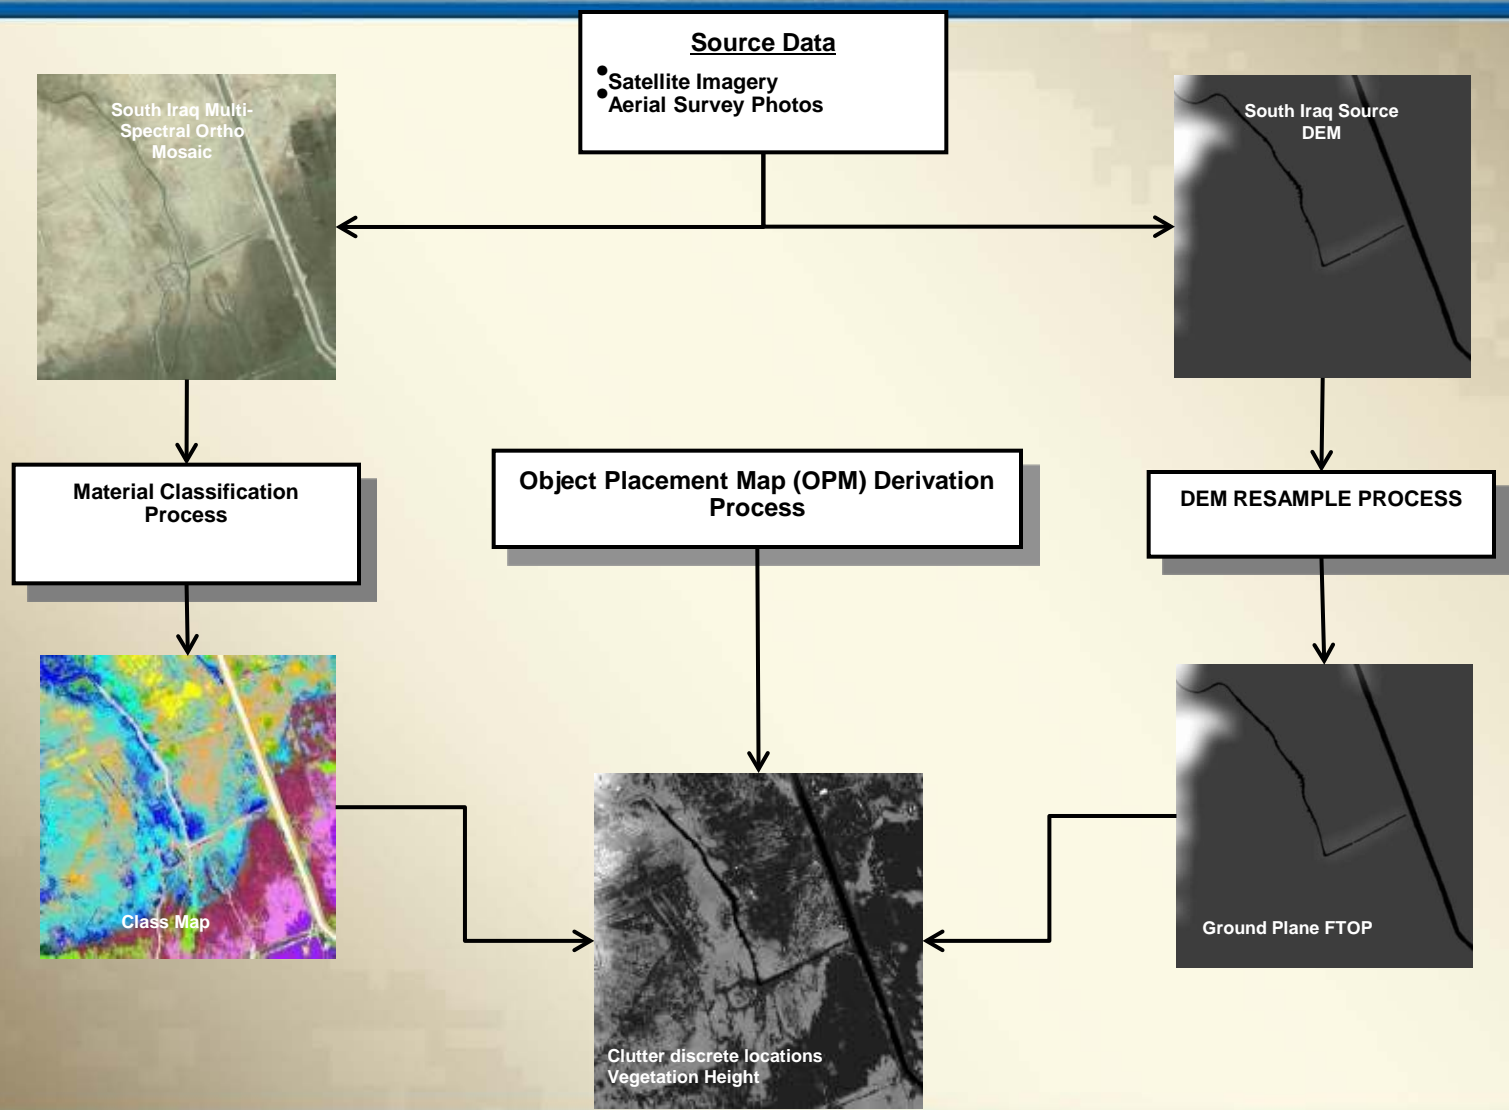 Source Data
• Satellite Imagery
• Aerial Survey Photos
South Iraq Multi-
Spectral Ortho
Mosaic
South Iraq Source
DEM
Material Classification
Process
Object Placement Map (OPM) Derivation
Process
DEM RESAMPLE PROCESS
Class Map
Ground Plane FTOP
Clutter discrete locations
Vegetation Height